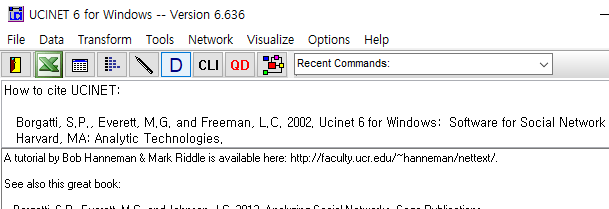 UCINET 6 for Windows -- Version 6.636
File Data Transform Tools Network Visualize Options Help
D CLI QD Recent Commands:
How to cite UCINET:
Borgatti, S.P., Everett, M.G. and Freeman, L.C. 2002. Ucinet 6 for Windows: Software for Social Network
Harvard, MA: Analytic Technologies.
A tutorial by Bob Hanneman & Mark Riddle is available here: http://faculty.ucr.edu/~hanneman/nettext/.
See also this great book:
Borgatti, S.P., Everett, M.G. and Johnson, J.C. 2013. Analyzing Social Networks. Sage Publications